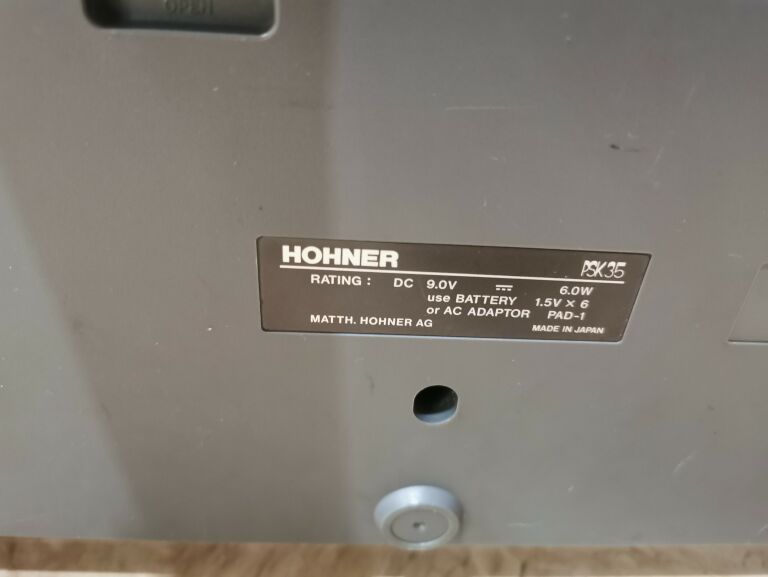 OPEN
HOHNER PSK35
RATING : DC 9.0V ⎓ 6.0W
use BATTERY 1.5V × 6
or AC ADAPTOR PAD-1
MATTH. HOHNER AG MADE IN JAPAN